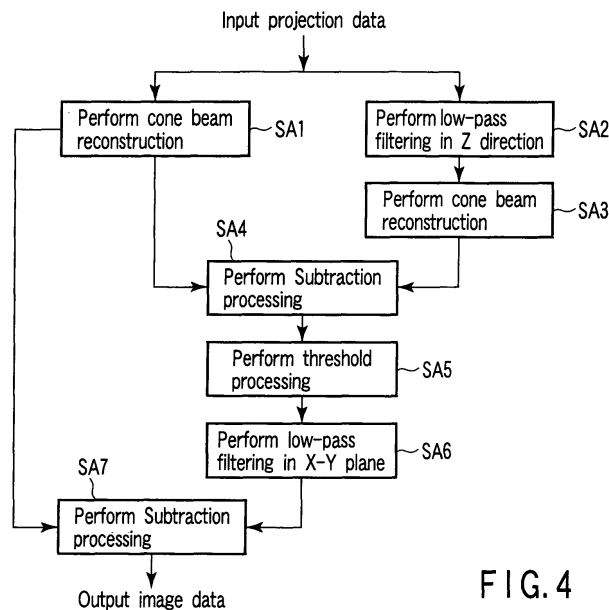 Input projection data
Perform cone beam
reconstruction
SA1
Perform low-pass
filtering in Z direction
SA2
Perform cone beam
reconstruction
SA3
SA4
Perform Subtraction
processing
Perform threshold
processing
SA5
Perform low-pass
filtering in X-Y plane
SA6
SA7
Perform Subtraction
processing
Output image data
FIG. 4